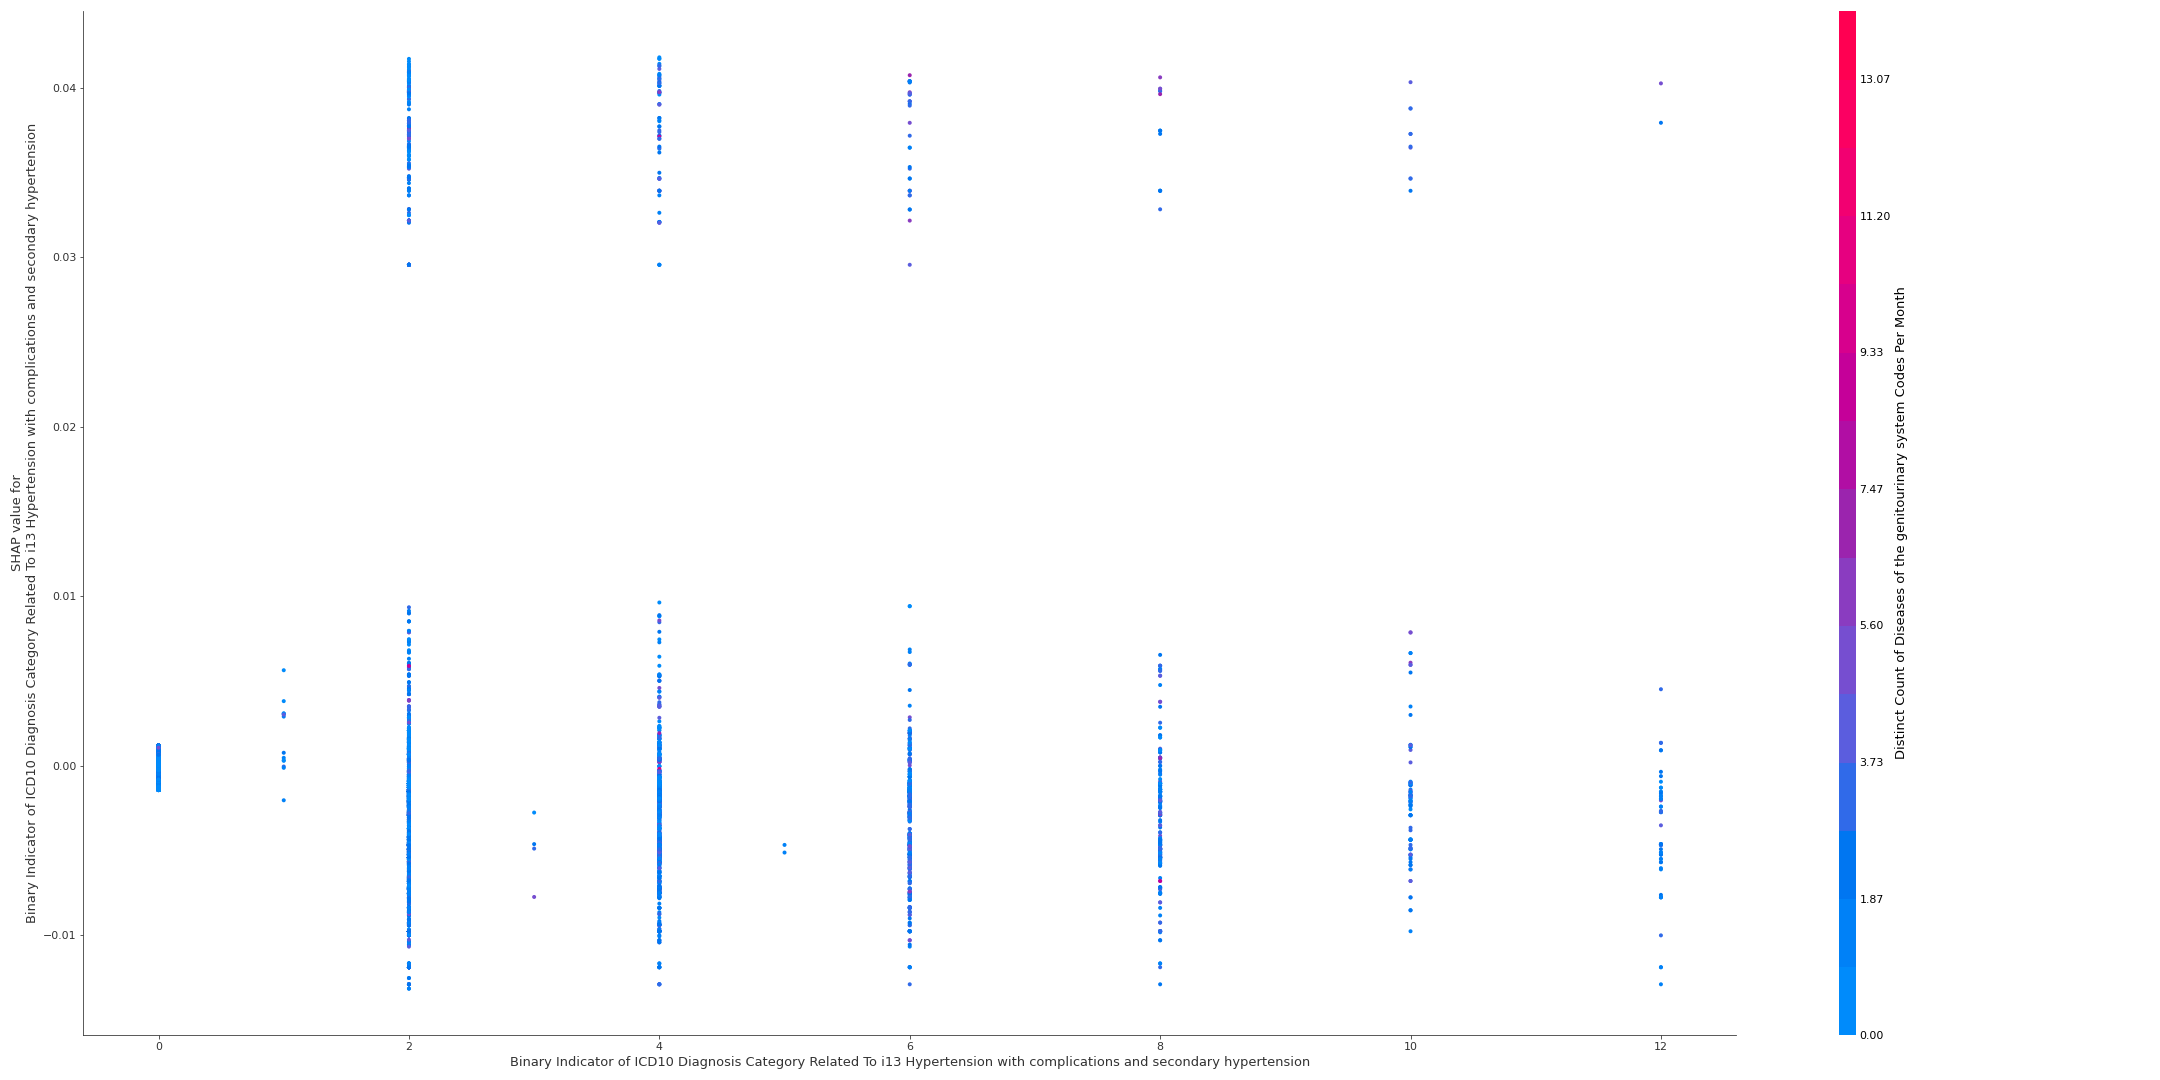 SHAP value for
Binary Indicator of ICD10 Diagnosis Category Related To i13 Hypertension with complications and secondary hypertension
0.04
0.03
0.02
0.01
0.00
−0.01
0 2 4 6 8 10 12
Binary Indicator of ICD10 Diagnosis Category Related To i13 Hypertension with complications and secondary hypertension
13.07
11.20
9.33
7.47
5.60
3.73
1.87
0.00
Distinct Count of Diseases of the genitourinary system Codes Per Month